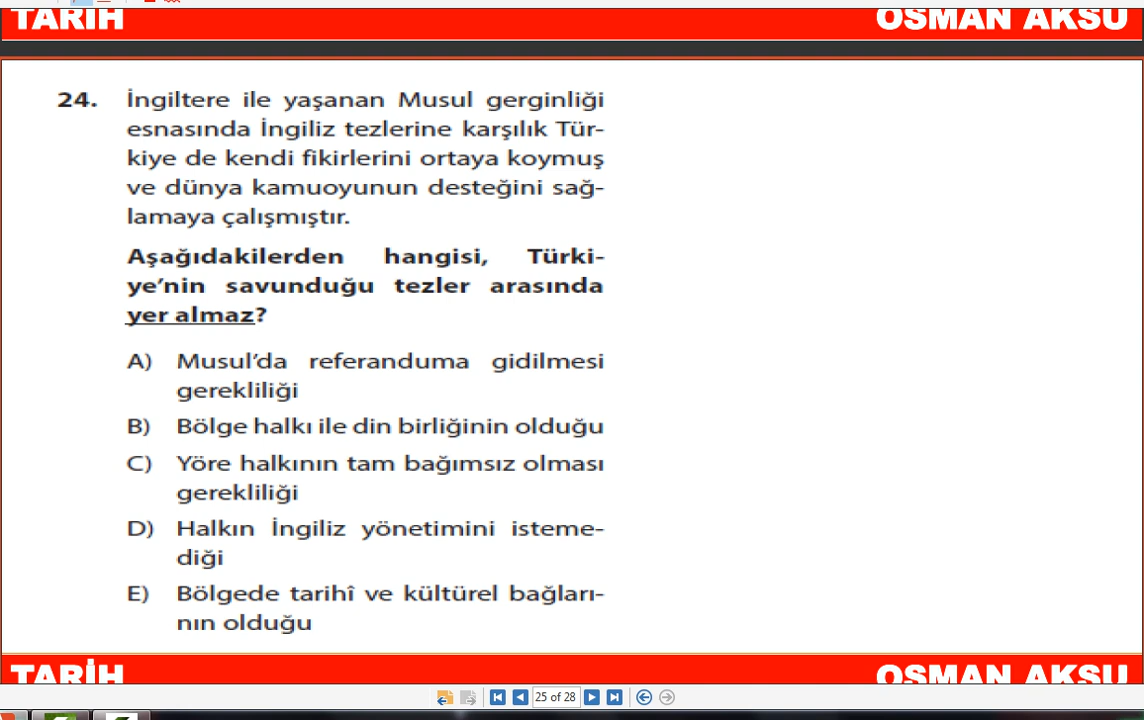 TARİH OSMAN AKSU
24. İngiltere ile yaşanan Musul gerginliği
esnasında İngiliz tezlerine karşılık Tür-
kiye de kendi fikirlerini ortaya koymuş
ve dünya kamuoyunun desteğini sağ-
lamaya çalışmıştır.
Aşağıdakilerden hangisi, Türki-
ye’nin savunduğu tezler arasında
yer almaz?
A) Musul’da referanduma gidilmesi
gerekliliği
B) Bölge halkı ile din birliğinin olduğu
C) Yöre halkının tam bağımsız olması
gerekliliği
D) Halkın İngiliz yönetimini isteme-
diği
E) Bölgede tarihî ve kültürel bağları-
nın olduğu
TARİH OSMAN AKSU
25 of 28